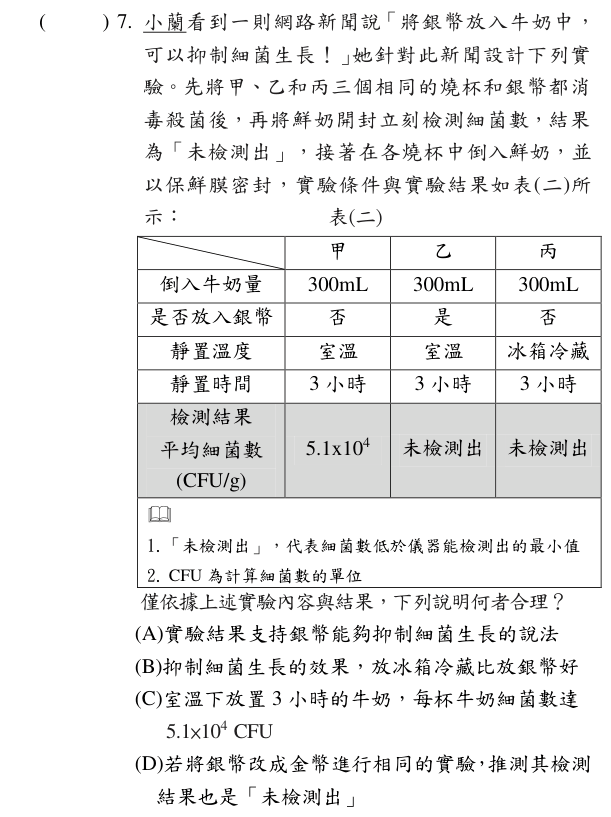 (　　) 7. 小蘭看到一則網路新聞說「將銀幣放入牛奶中，
可以抑制細菌生長！」她針對此新聞設計下列實
驗。先將甲、乙和丙三個相同的燒杯和銀幣都消
毒殺菌後，再將鮮奶開封立刻檢測細菌數，結果
為「未檢測出」，接著在各燒杯中倒入鮮奶，並
以保鮮膜密封，實驗條件與實驗結果如表(二)所
示：　　表(二)
甲　乙　丙
倒入牛奶量　300mL　300mL　300mL
是否放入銀幣　否　是　否
靜置溫度　室溫　室溫　冰箱冷藏
靜置時間　3 小時　3 小時　3 小時
檢測結果
平均細菌數　5.1x10⁴　未檢測出　未檢測出
(CFU/g)
1.「未檢測出」，代表細菌數低於儀器能檢測出的最小值
2. CFU 為計算細菌數的單位
僅依據上述實驗內容與結果，下列說明何者合理？
(A)實驗結果支持銀幣能夠抑制細菌生長的說法
(B)抑制細菌生長的效果，放冰箱冷藏比放銀幣好
(C)室溫下放置 3 小時的牛奶，每杯牛奶細菌數達
5.1x10⁴ CFU
(D)若將銀幣改成金幣進行相同的實驗，推測其檢測
結果也是「未檢測出」